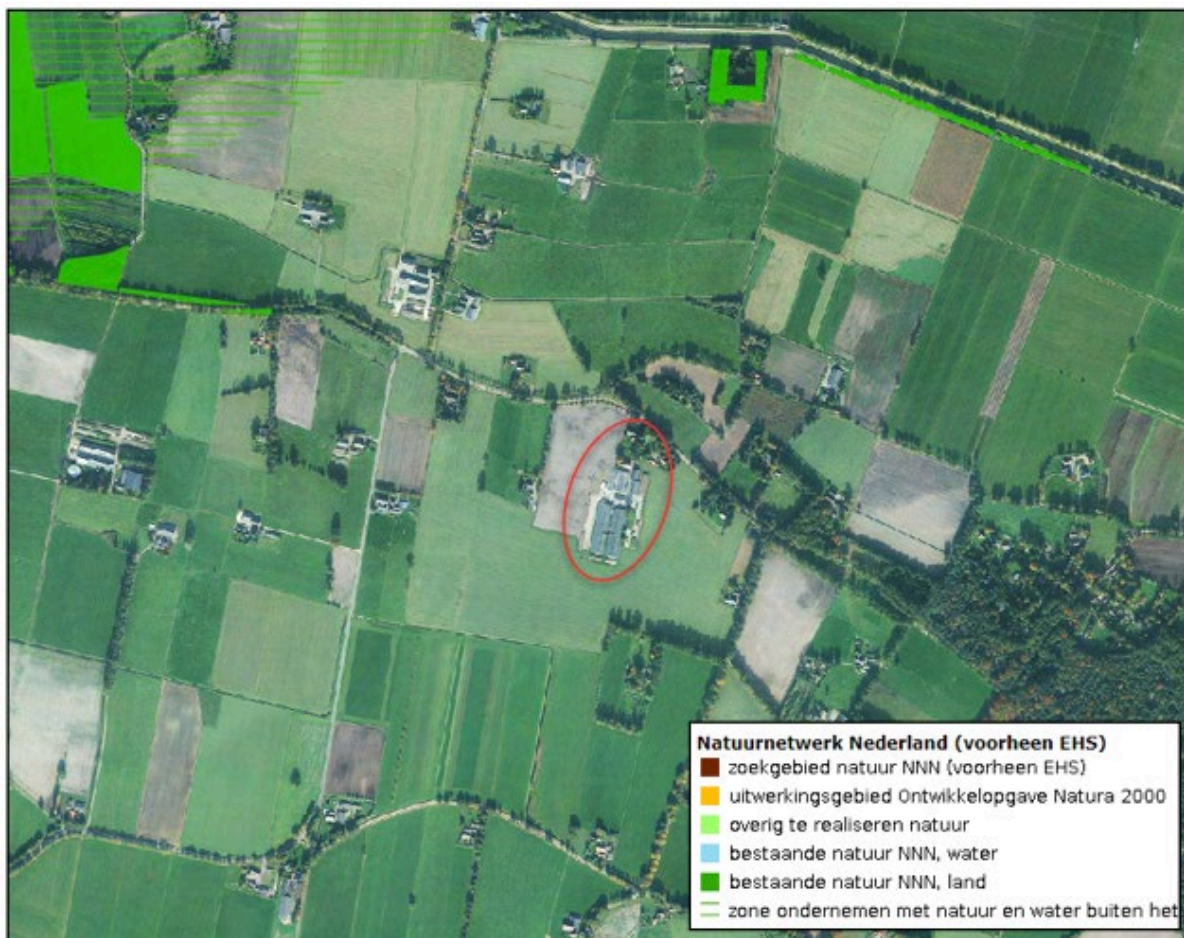 Natuurnetwerk Nederland (voorheen EHS)
zoekgebied natuur NNN (voorheen EHS)
uitwerkingsgebied Ontwikkelopgave Natura 2000
overig te realiseren natuur
bestaande natuur NNN, water
bestaande natuur NNN, land
zone ondernemen met natuur en water buiten het